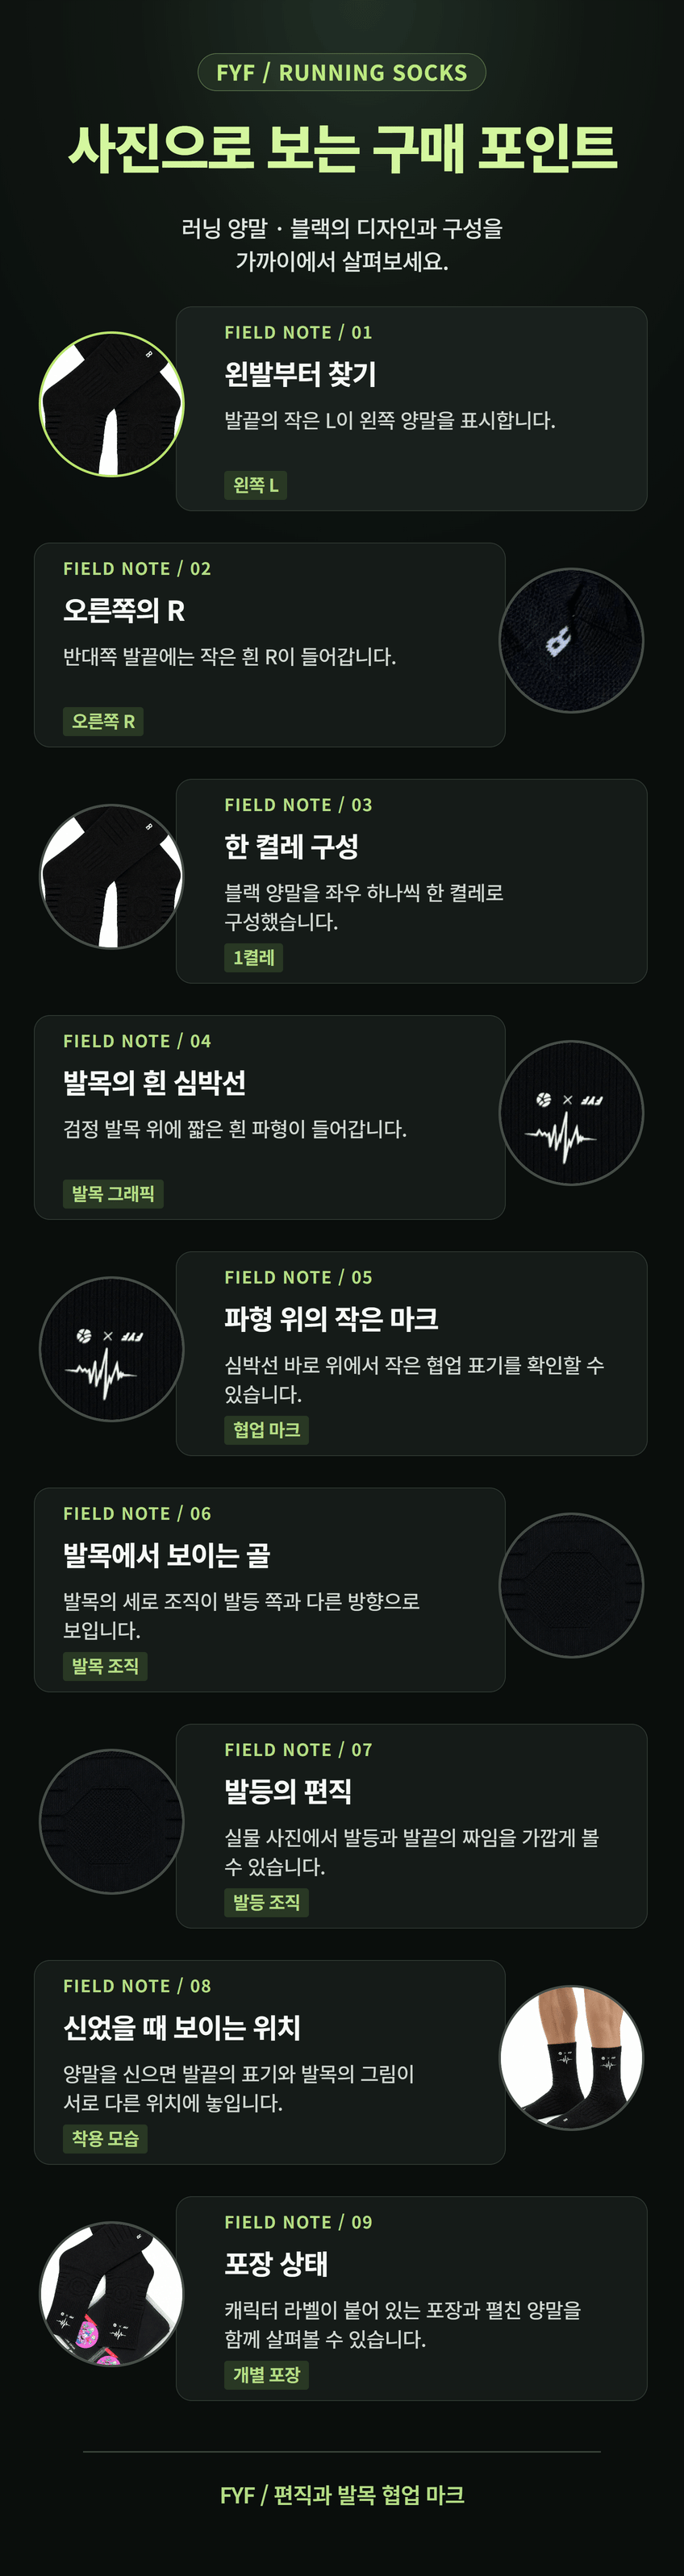 FYF / RUNNING SOCKS
사진으로 보는 구매 포인트
러닝 양말 · 블랙의 디자인과 구성을
가까이에서 살펴보세요.
FIELD NOTE / 01
왼발부터 찾기
발끝의 작은 L이 왼쪽 양말을 표시합니다.
왼쪽 L
FIELD NOTE / 02
오른쪽의 R
반대쪽 발끝에는 작은 흰 R이 들어갑니다.
오른쪽 R
R
FIELD NOTE / 03
한 켤레 구성
블랙 양말을 좌우 하나씩 한 켤레로
구성했습니다.
1켤레
FIELD NOTE / 04
발목의 흰 심박선
검정 발목 위에 짧은 흰 파형이 들어갑니다.
발목 그래픽
× FYF
FIELD NOTE / 05
파형 위의 작은 마크
심박선 바로 위에서 작은 협업 표기를 확인할 수
있습니다.
협업 마크
× FYF
FIELD NOTE / 06
발목에서 보이는 골
발목의 세로 조직이 발등 쪽과 다른 방향으로
보입니다.
발목 조직
FIELD NOTE / 07
발등의 편직
실물 사진에서 발등과 발끝의 짜임을 가깝게 볼
수 있습니다.
발등 조직
FIELD NOTE / 08
신었을 때 보이는 위치
양말을 신으면 발끝의 표기와 발목의 그림이
서로 다른 위치에 놓입니다.
착용 모습
FIELD NOTE / 09
포장 상태
캐릭터 라벨이 붙어 있는 포장과 펼친 양말을
함께 살펴볼 수 있습니다.
개별 포장
FYF / 편직과 발목 협업 마크